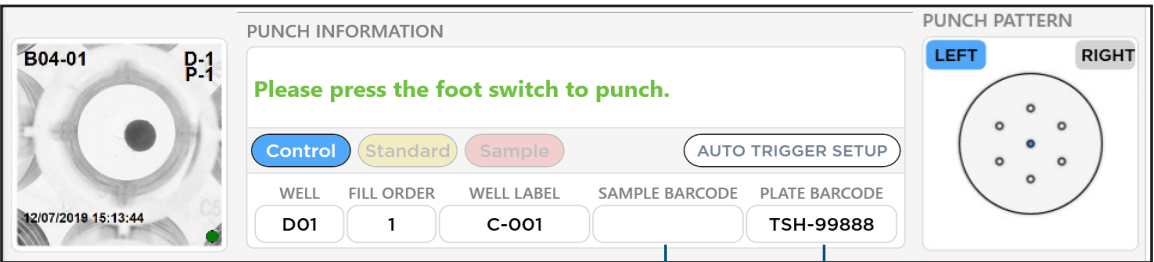 B04-01
D-1
P-1
12/07/2019 15:13:44
C5
PUNCH INFORMATION
Please press the foot switch to punch.
Control Standard Sample AUTO TRIGGER SETUP
WELL FILL ORDER WELL LABEL SAMPLE BARCODE PLATE BARCODE
D01 1 C-001 TSH-99888
PUNCH PATTERN
LEFT RIGHT